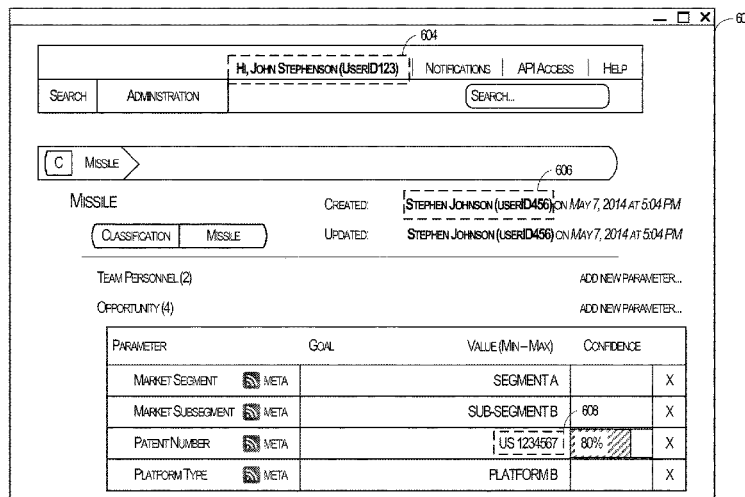 60
604
HI, JOHN STEPHENSON (USERID123) NOTIFICATIONS API ACCESS HELP
SEARCH ADMINISTRATION SEARCH...
C MISSILE
606
MISSILE CREATED: STEPHEN JOHNSON (USERID456) ON MAY 7, 2014 AT 5:04 PM
CLASSIFICATION MISSILE UPDATED: STEPHEN JOHNSON (USERID456) ON MAY 7, 2014 AT 5:04 PM
TEAM PERSONNEL (2) ADD NEW PARAMETER...
OPPORTUNITY (4) ADD NEW PARAMETER...
PARAMETER GOAL VALUE (MIN – MAX) CONFIDENCE
MARKET SEGMENT META SEGMENT A X
MARKET SUBSEGMENT META SUB-SEGMENT B 608 X
PATENT NUMBER META US 1234567 80% X
PLATFORM TYPE META PLATFORM B X